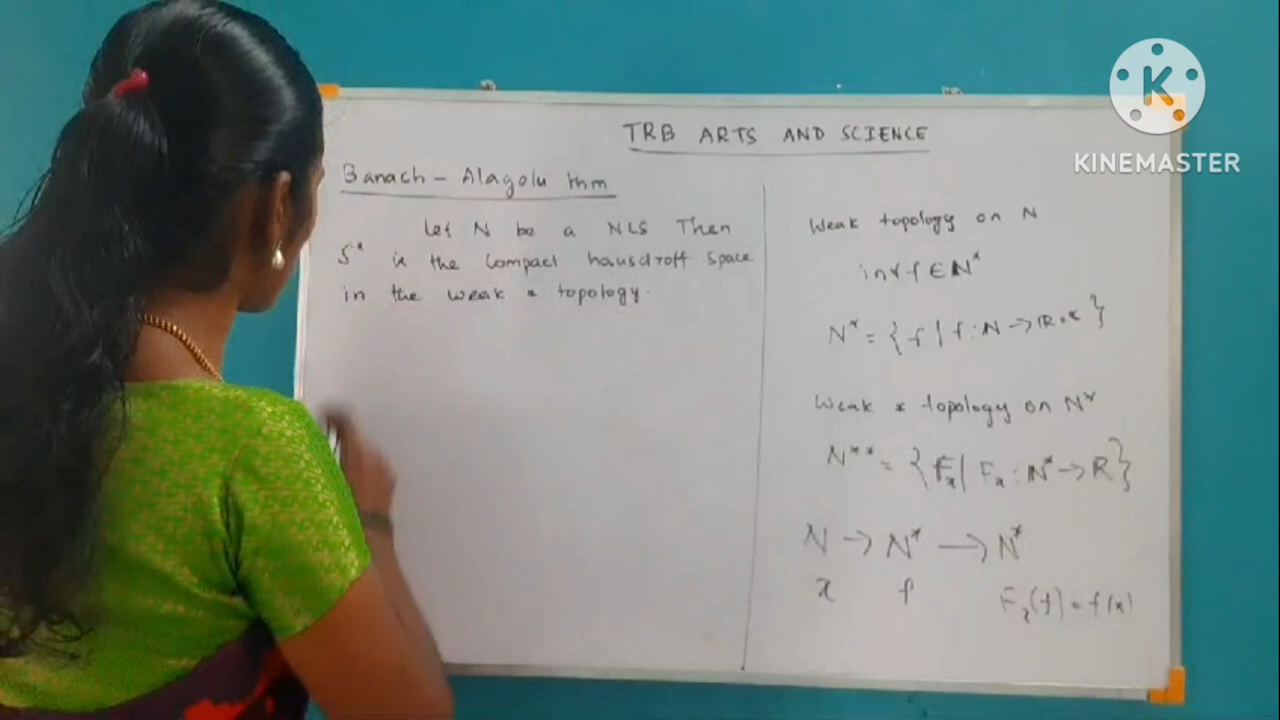 TRB ARTS AND SCIENCE
KINEMASTER
Banach - Alagolu thm
Let N be a NLS Then
S* is the compact hausdroff space
in the weak * topology.
Weak topology on N
f ∈ N*
N* = { f | f : N → R or }
Weak * topology on N*
N** = { Fx | Fx : N* → R }
N → N* → N*
x f Fx(f) = f(x)